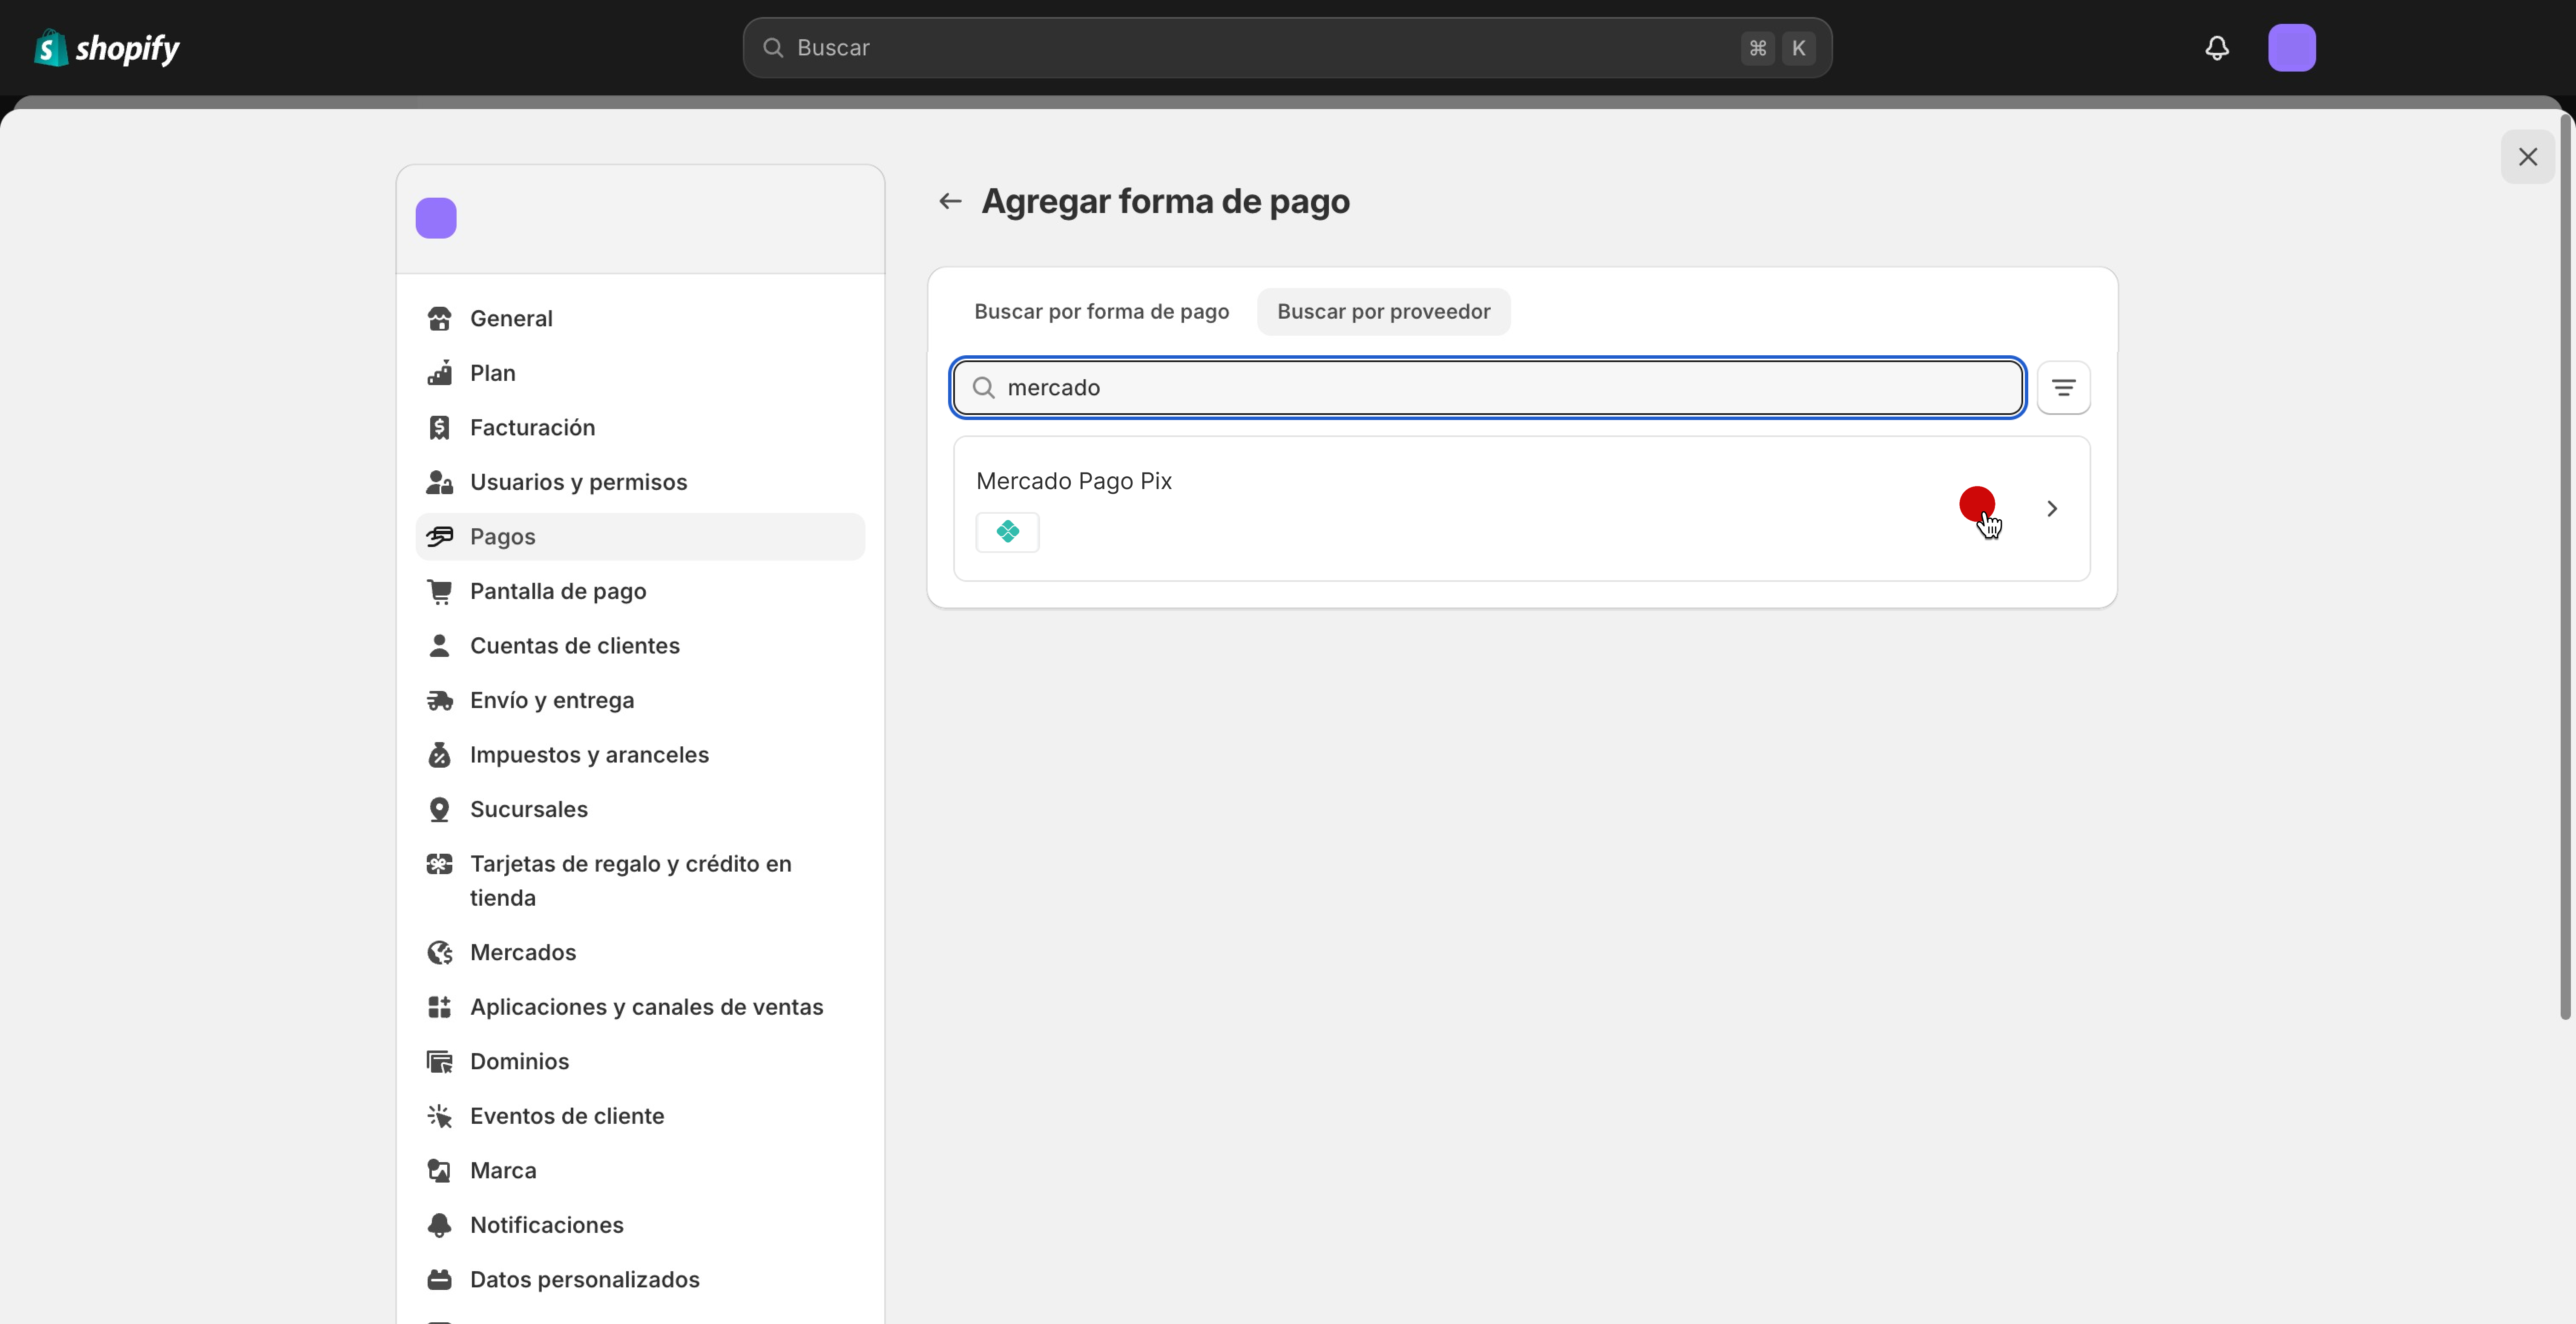 shopify
Buscar
⌘ K
Agregar forma de pago
Buscar por forma de pago
Buscar por proveedor
mercado
Mercado Pago Pix
General
Plan
Facturación
Usuarios y permisos
Pagos
Pantalla de pago
Cuentas de clientes
Envío y entrega
Impuestos y aranceles
Sucursales
Tarjetas de regalo y crédito en
tienda
Mercados
Aplicaciones y canales de ventas
Dominios
Eventos de cliente
Marca
Notificaciones
Datos personalizados